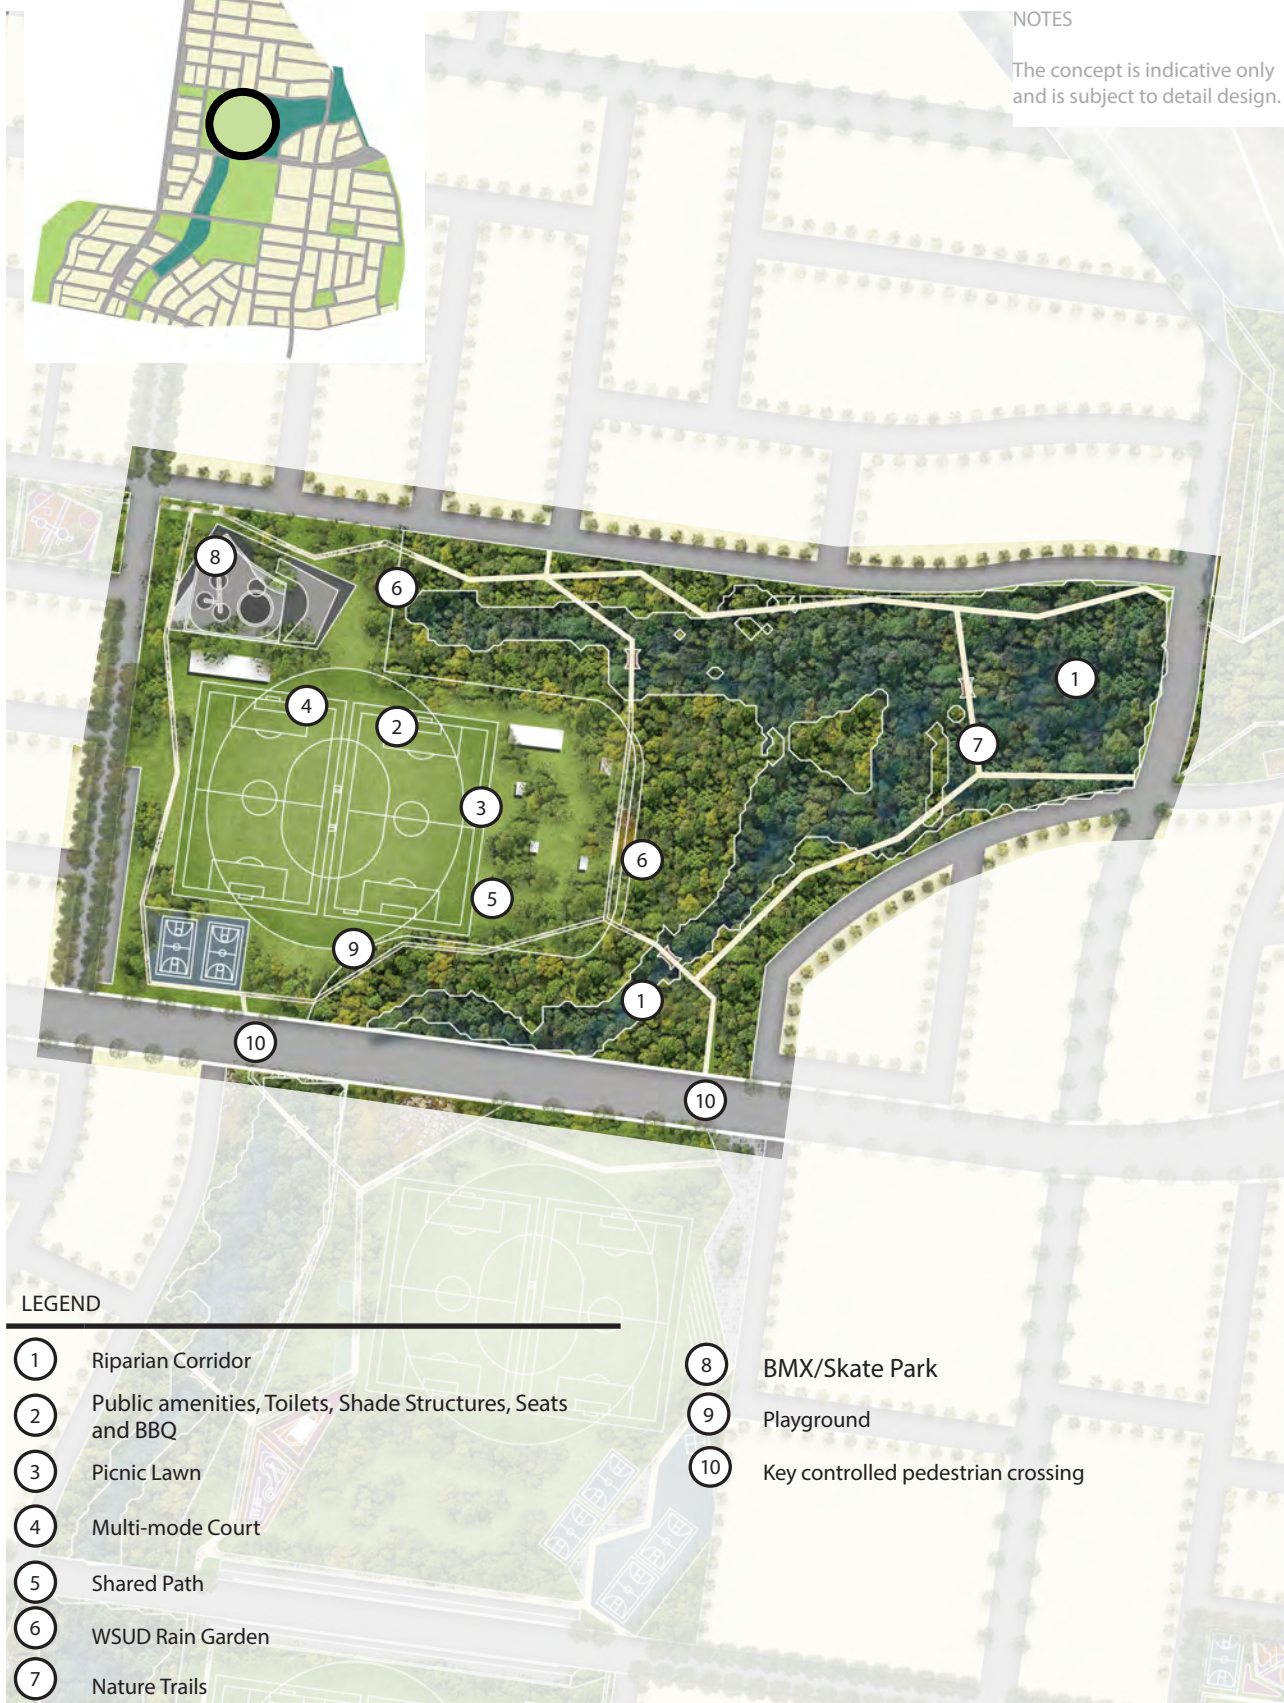 NOTES
The concept is indicative only
and is subject to detail design.
8
6
1
4
2
7
3
6
5
9
1
10
10
LEGEND
1 Riparian Corridor
2 Public amenities, Toilets, Shade Structures, Seats
and BBQ
3 Picnic Lawn
4 Multi-mode Court
5 Shared Path
6 WSUD Rain Garden
7 Nature Trails
8 BMX/Skate Park
9 Playground
10 Key controlled pedestrian crossing